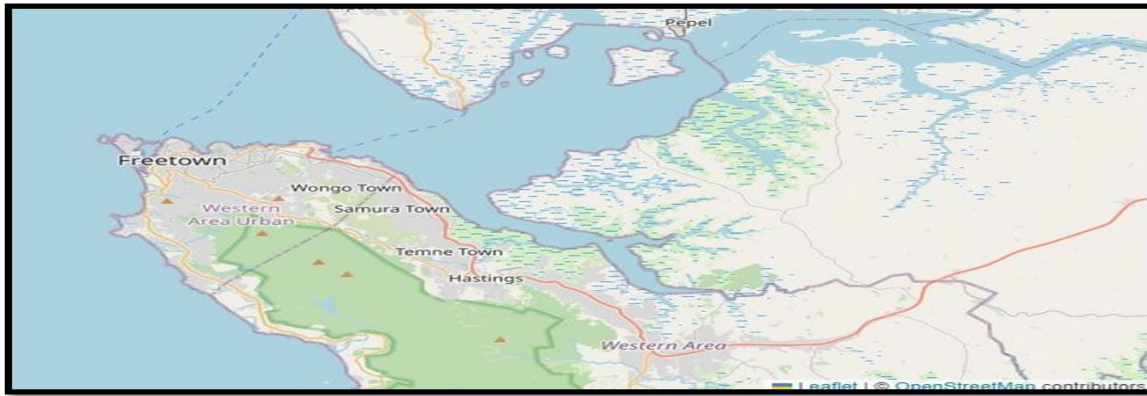 Pepel
Freetown
Wongo Town
Western
Area Urban
Samura Town
Temne Town
Hastings
Western Area
Leaflet | © OpenStreetMap contributors